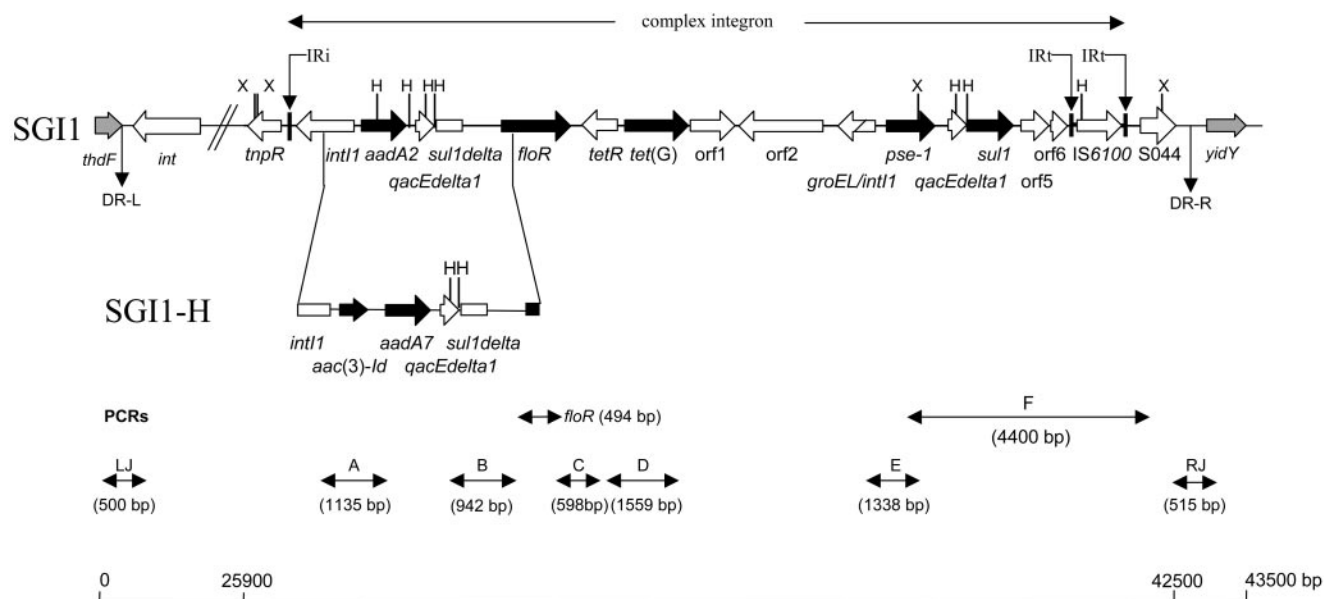 complex integron
IRi IRt IRt
X X H H HH X HH H X
SGI1
thdF int tnpR intI1 aadA2 sul1delta floR tetR tet(G) orf1 orf2 pse-1 sul1 orf6 IS6100 S044 yidY
qacEdelta1 groEL/intI1 qacEdelta1 orf5
DR-L DR-R
HH
SGI1-H
intI1 aadA7 sul1delta
aac(3)-Id qacEdelta1
PCRs floR (494 bp) F
(4400 bp)
LJ A B C D E RJ
(500 bp) (1135 bp) (942 bp) (598bp) (1559 bp) (1338 bp) (515 bp)
0 25900 42500 43500 bp